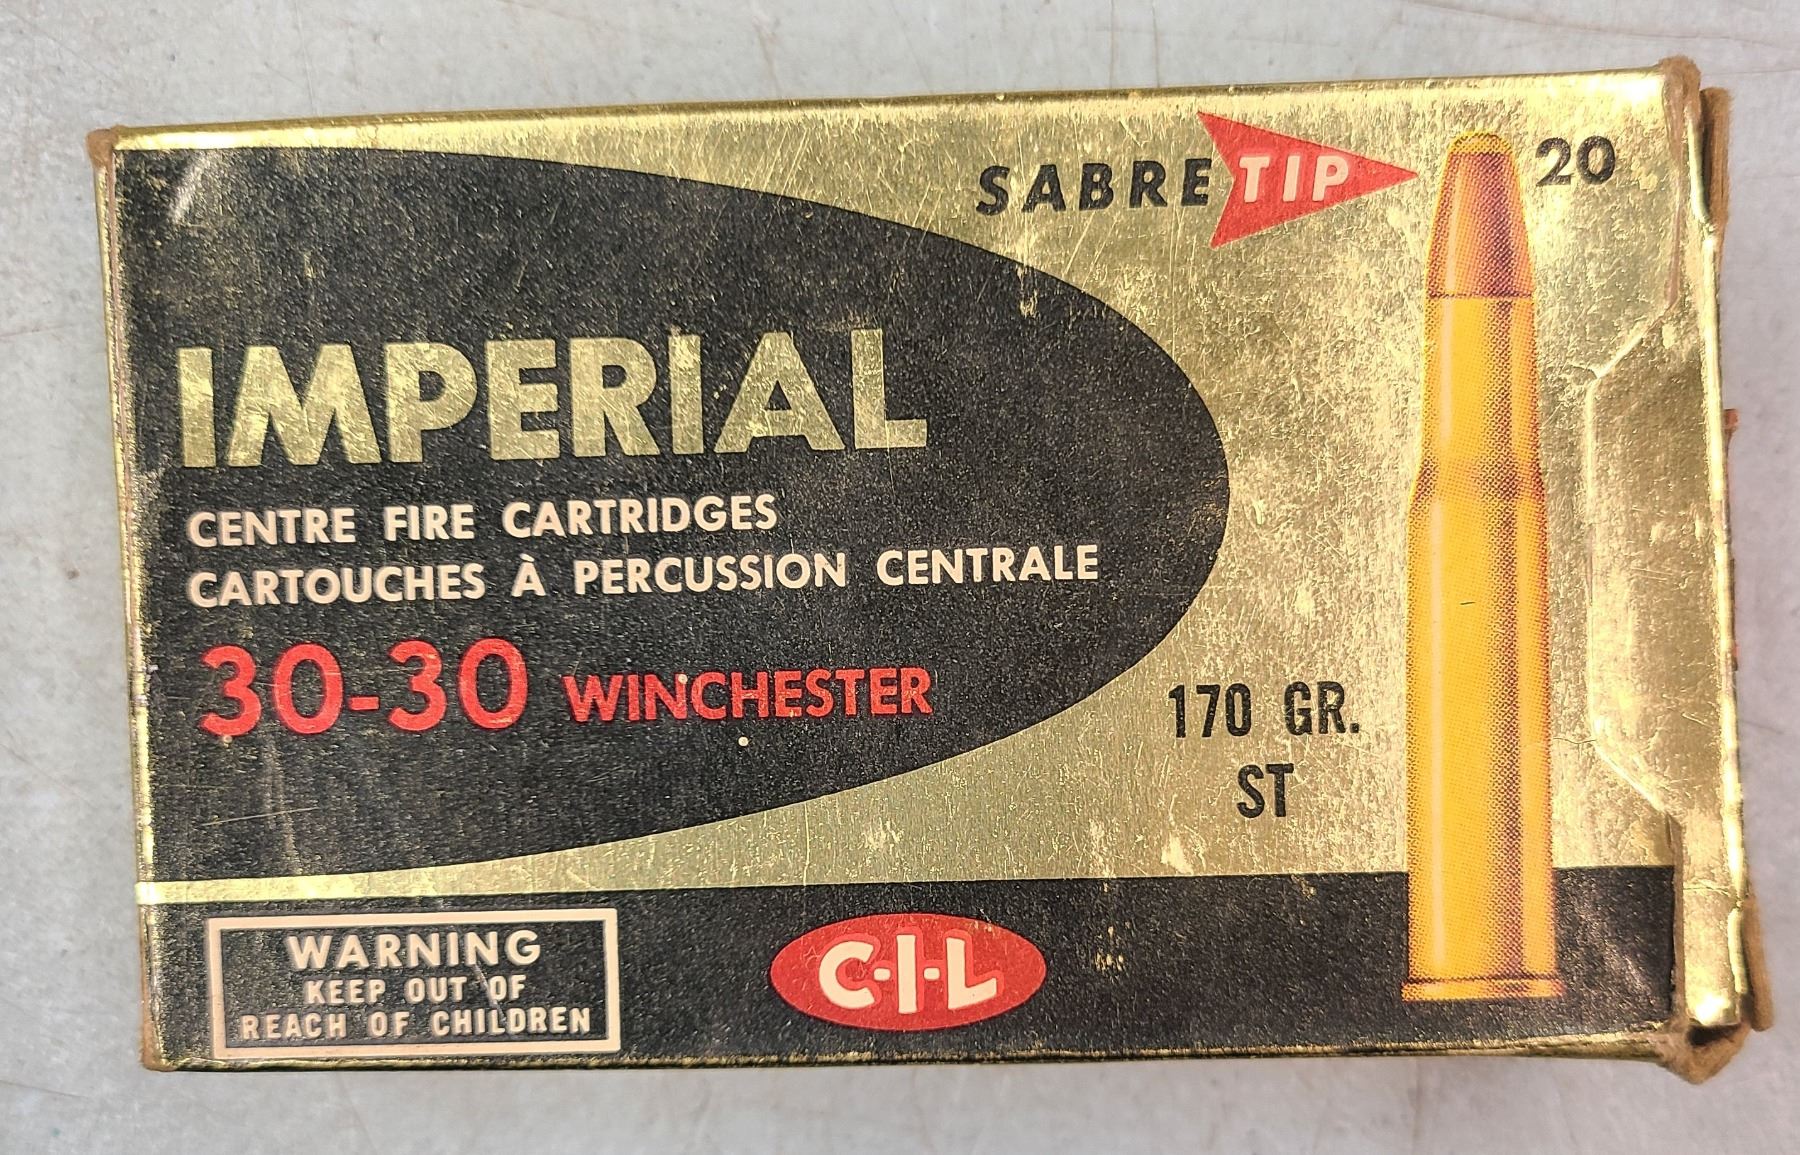 SABRE TIP
20
IMPERIAL
CENTRE FIRE CARTRIDGES
CARTOUCHES À PERCUSSION CENTRALE
30-30 WINCHESTER
170 GR.
ST
WARNING
KEEP OUT OF
REACH OF CHILDREN
C-I-L